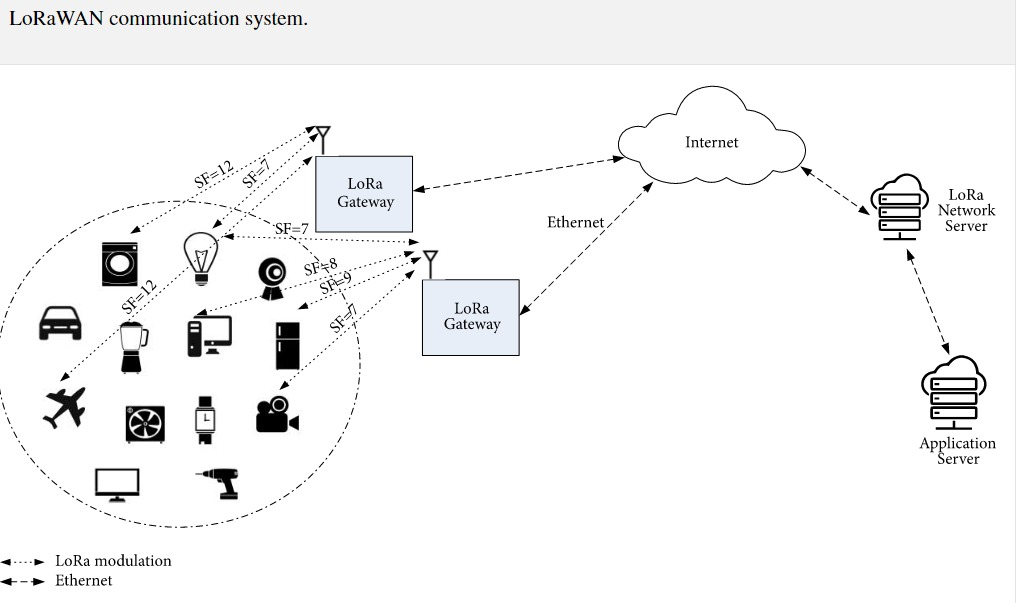 LoRaWAN communication system.
SF=12
SF=7
LoRa
Gateway
Internet
LoRa
Network
Server
Ethernet
SF=7
SF=8
SF=9
SF=7
SF=12
LoRa
Gateway
Application
Server
LoRa modulation
Ethernet